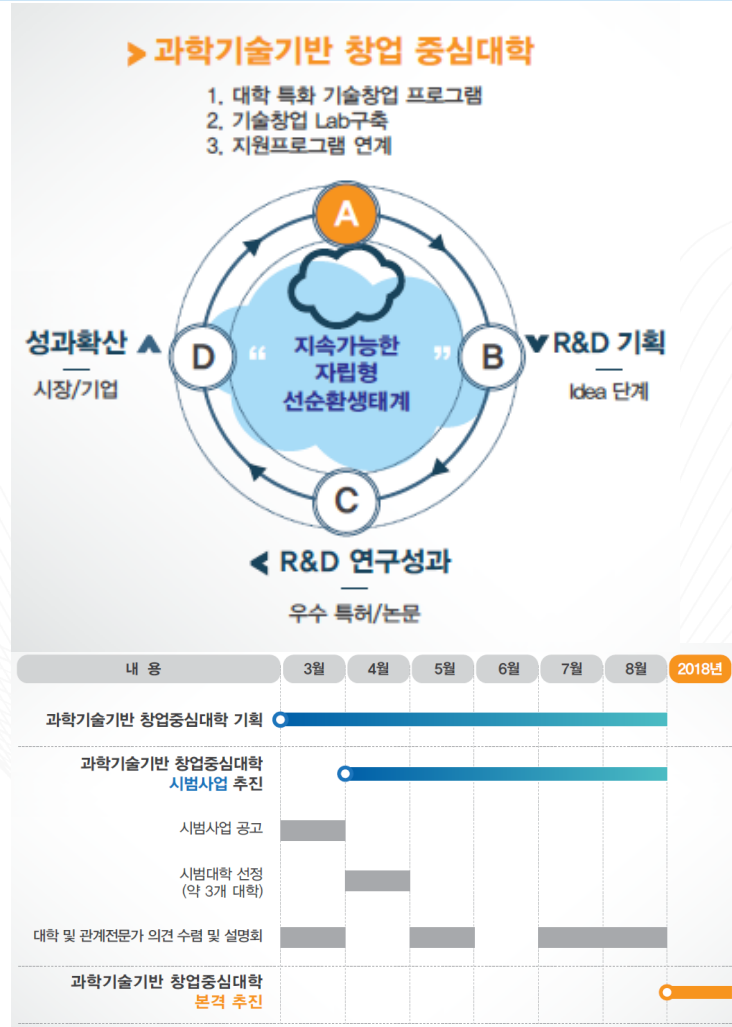 > 과학기술기반 창업 중심대학
1. 대학 특화 기술창업 프로그램
2. 기술창업 Lab구축
3. 지원프로그램 연계
A
성과확산
시장/기업
D
“ 지속가능한 ”
자립형
선순환생태계
B
R&D 기획
Idea 단계
C
R&D 연구성과
우수 특허/논문
내 용 3월 4월 5월 6월 7월 8월 2018년
과학기술기반 창업중심대학 기획
과학기술기반 창업중심대학
시범사업 추진
시범사업 공고
시범대학 선정
(약 3개 대학)
대학 및 관계전문가 의견 수렴 및 설명회
과학기술기반 창업중심대학
본격 추진